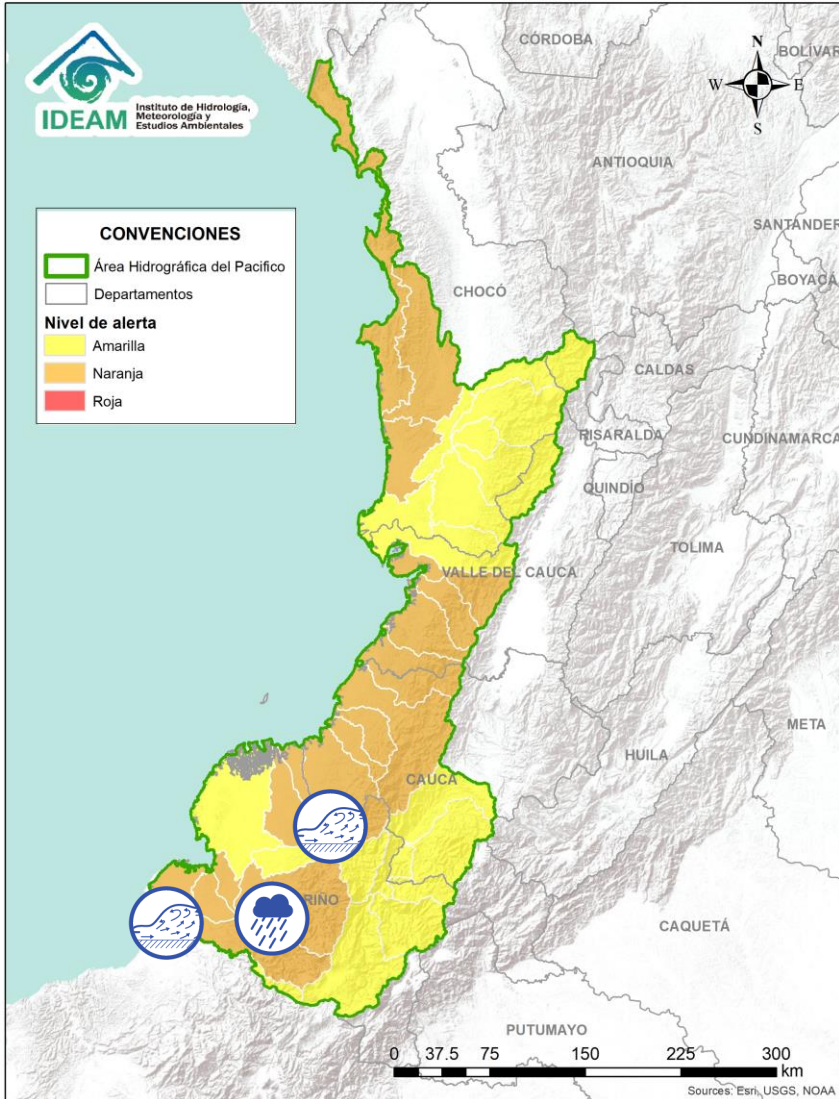 IDEAM
Instituto de Hidrología,
Meteorología y
Estudios Ambientales
CÓRDOBA
BOLÍVAR
N
W E
S
ANTIOQUIA
SANTANDER
BOYACÁ
CONVENCIONES
Área Hidrográfica del Pacifico
Departamentos
Nivel de alerta
Amarilla
Naranja
Roja
CHOCÓ
CALDAS
RISARALDA
CUNDINAMARCA
QUINDÍO
TOLIMA
VALLE DEL CAUCA
META
HUILA
CAUCA
RIÑO
CAQUETÁ
PUTUMAYO
0 37.5 75 150 225 300
km
Sources: Esri, USGS, NOAA